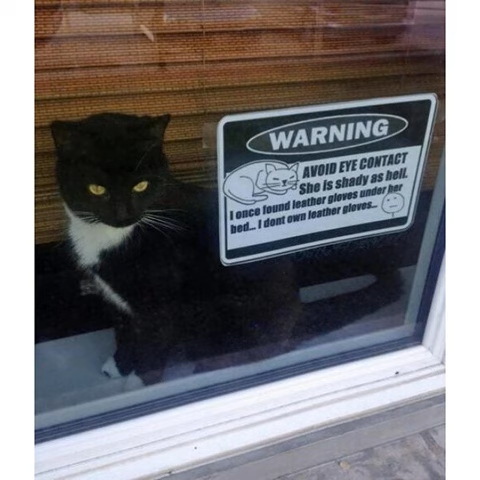 WARNING
AVOID EYE CONTACT
She is shady as hell.
I once found leather gloves under her
bed... I dont own leather gloves...